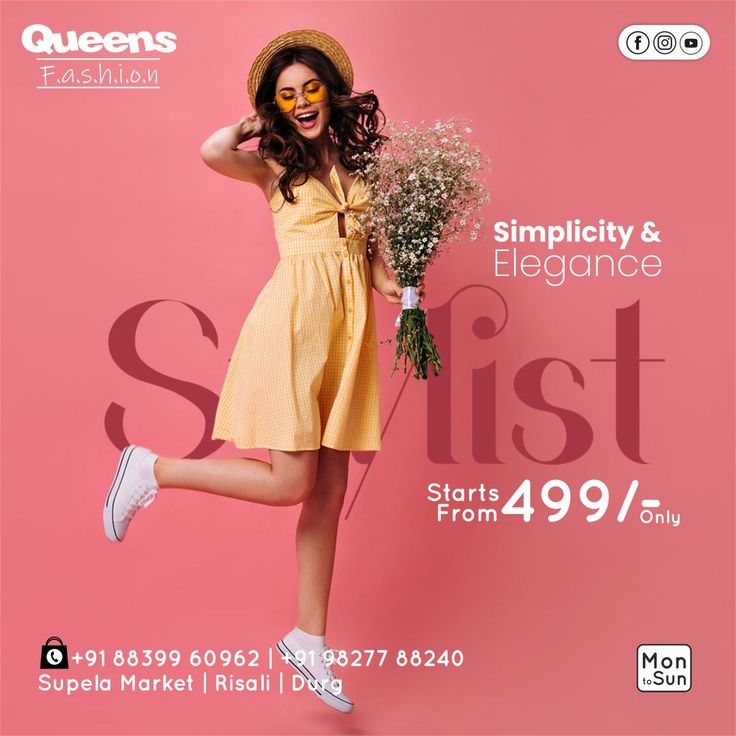 Queens
F.a.s.h.i.o.n
Simplicity &
Elegance
Stylist
Starts From 499/- Only
+91 88399 60962 | +91 98277 88240
Supela Market | Risali | Durg
Mon
to Sun